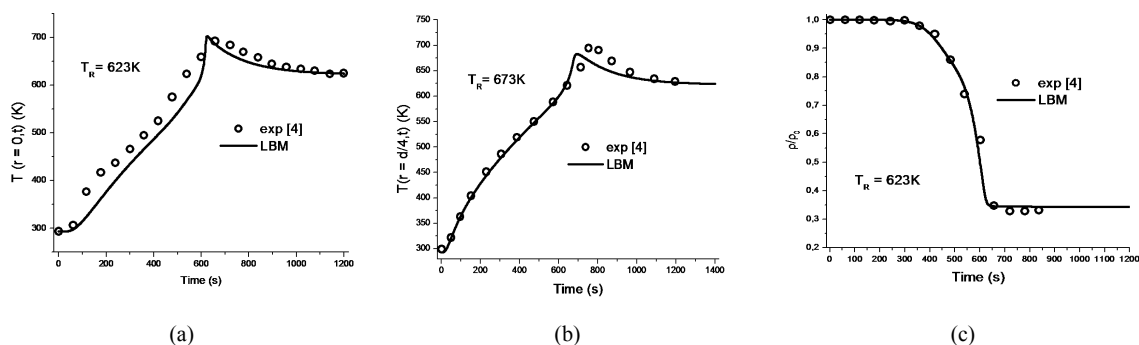 700
600
500
400
300
T (r = 0,t) (K)
T_R = 623K
exp [4]
LBM
0 200 400 600 800 1000 1200
Time (s)
(a)
750
700
650
600
550
500
450
400
350
300
T(r = d/4,t) (K)
T_R = 673K
exp [4]
LBM
0 200 400 600 800 1000 1200 1400
Time (s)
(b)
1,0
0,9
0,8
0,7
0,6
0,5
0,4
0,3
0,2
ρ/ρ₀
exp [4]
LBM
T_R = 623K
0 100 200 300 400 500 600 700 800 900 1000 1100 1200
Time (s)
(c)